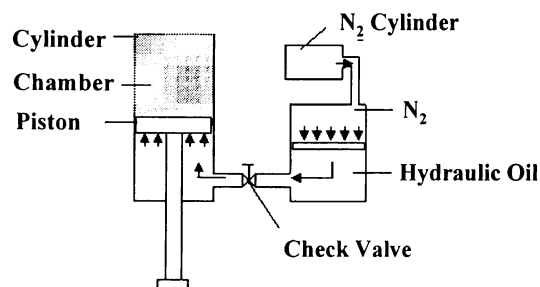 N₂ Cylinder
Cylinder
Chamber
Piston
N₂
Hydraulic Oil
Check Valve